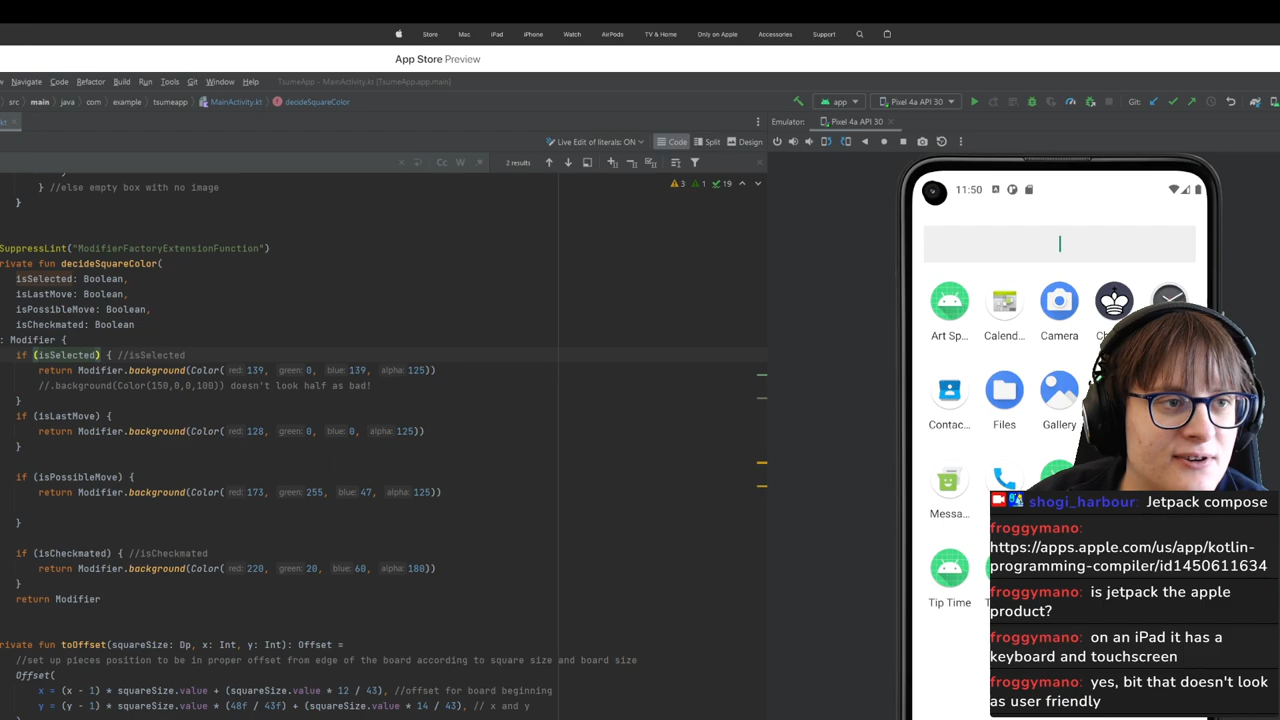 Store Mac iPad iPhone Watch AirPods TV & Home Only on Apple Accessories Support
App Store Preview
Navigate Code Refactor Build Run Tools Git Window Help TsumeApp - MainActivity.kt [TsumeApp.app.main]
src main java com example tsumeapp MainActivity.kt decideSquareColor app Pixel 4a API 30 Git:
kt Emulator: Pixel 4a API 30
Live Edit of literals: ON Code Split Design
Cc W 2 results
3 1 19
} //else empty box with no image
}
SuppressLint("ModifierFactoryExtensionFunction")
rivate fun decideSquareColor(
isSelected: Boolean,
isLastMove: Boolean,
isPossibleMove: Boolean,
isCheckmated: Boolean
: Modifier {
if (isSelected) { //isSelected
return Modifier.background(Color( red: 139, green: 0, blue: 139, alpha: 125))
//.background(Color(150,0,0,100)) doesn't look half as bad!
}
if (isLastMove) {
return Modifier.background(Color( red: 128, green: 0, blue: 0, alpha: 125))
}
if (isPossibleMove) {
return Modifier.background(Color( red: 173, green: 255, blue: 47, alpha: 125))
}
if (isCheckmated) { //isCheckmated
return Modifier.background(Color( red: 220, green: 20, blue: 60, alpha: 180))
}
return Modifier
rivate fun toOffset(squareSize: Dp, x: Int, y: Int): Offset =
//set up pieces position to be in proper offset from edge of the board according to square size and board size
Offset(
x = (x - 1) * squareSize.value + (squareSize.value * 12 / 43), //offset for board beginning
y = (y - 1) * squareSize.value * (48f / 43f) + (squareSize.value * 14 / 43), // x and y
11:50
Art Sp... Calend... Camera
Contac... Files Gallery
Messa...
Tip Time
shogi_harbour: Jetpack compose
froggymano:
https://apps.apple.com/us/app/kotlin-
programming-compiler/id1450611634
froggymano: is jetpack the apple
product?
froggymano: on an iPad it has a
keyboard and touchscreen
froggymano: yes, bit that doesn't look
as user friendly